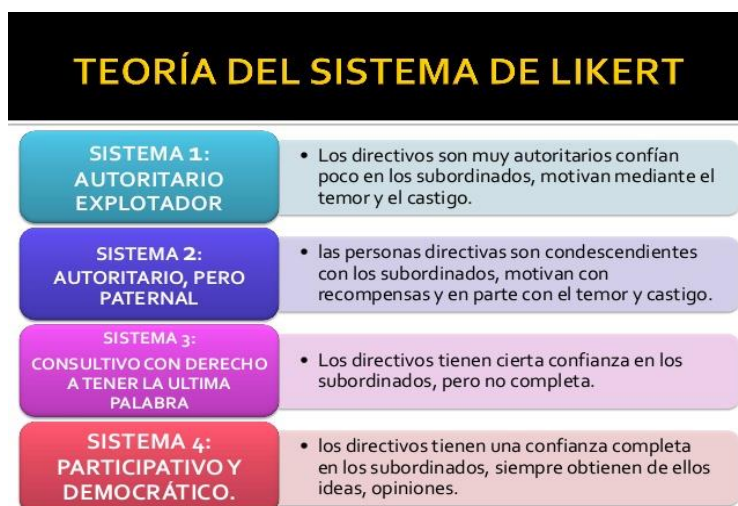 TEORÍA DEL SISTEMA DE LIKERT
SISTEMA 1:
AUTORITARIO
EXPLOTADOR
• Los directivos son muy autoritarios confían
poco en los subordinados, motivan mediante el
temor y el castigo.
SISTEMA 2:
AUTORITARIO, PERO
PATERNAL
• las personas directivas son condescendientes
con los subordinados, motivan con
recompensas y en parte con el temor y castigo.
SISTEMA 3:
CONSULTIVO CON DERECHO
A TENER LA ULTIMA
PALABRA
• Los directivos tienen cierta confianza en los
subordinados, pero no completa.
SISTEMA 4:
PARTICIPATIVO Y
DEMOCRÁTICO.
• los directivos tienen una confianza completa
en los subordinados, siempre obtienen de ellos
ideas, opiniones.